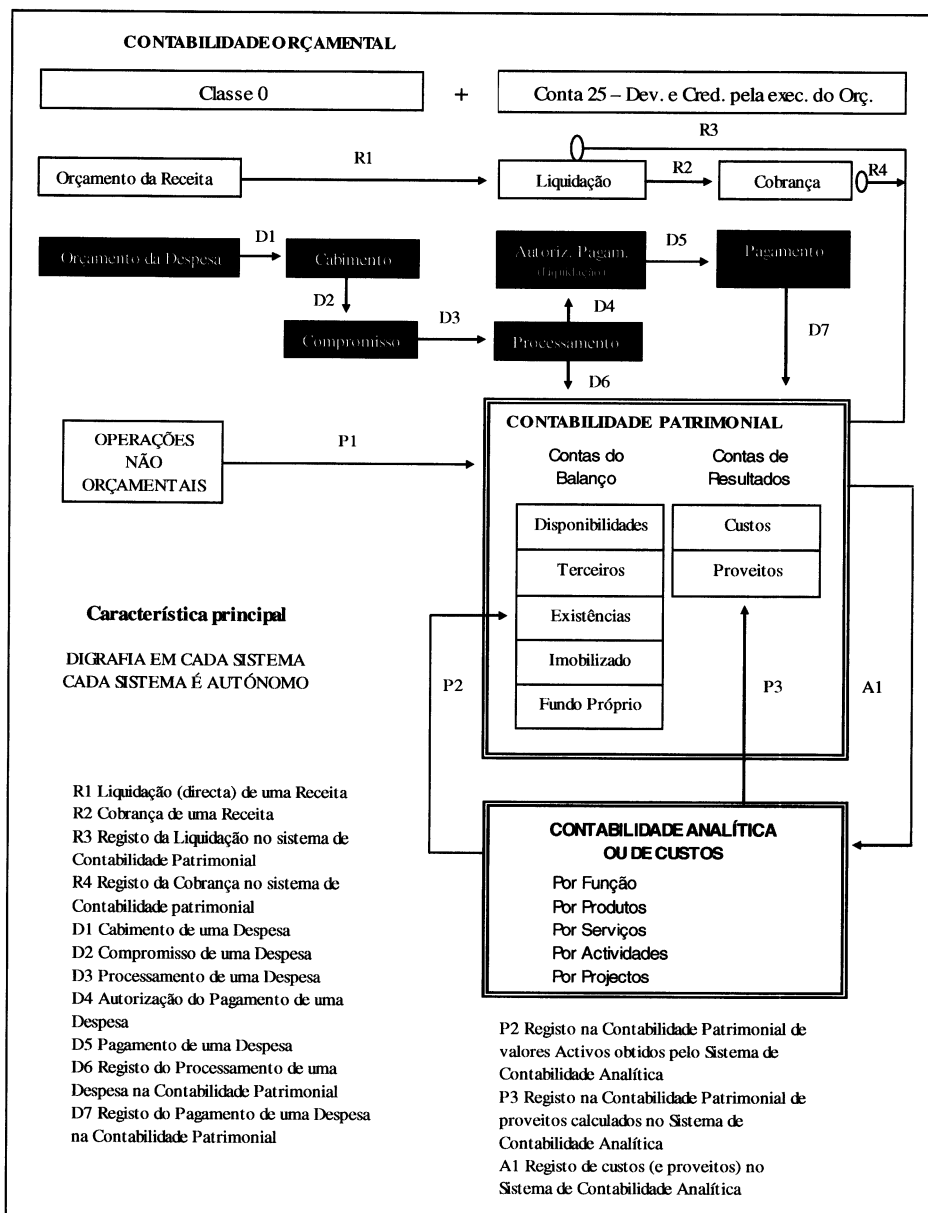 CONTABILIDADE ORÇAMENTAL
Classe 0
+
Conta 25 – Dev. e Cred. pela exec. do Orç.
R3
R1
Orçamento da Receita
Liquidação
R2
Cobrança
R4
D1
Orçamento da Despesa
Cabimento
Autoriz. Pagam.
(Liquidação)
D5
Pagamento
D2
D4
D3
Compromisso
Processamento
D7
D6
CONTABILIDADE PATRIMONIAL
OPERAÇÕES
NÃO
ORÇAMENTAIS
P1
Contas do
Balanço
Contas de
Resultados
Disponibilidades
Custos
Terceiros
Proveitos
Existências
Imobilizado
Fundo Próprio
Característica principal
DIGRAFIA EM CADA SISTEMA
CADA SISTEMA É AUTÓNOMO
P2
P3
A1
R1 Liquidação (directa) de uma Receita
R2 Cobrança de uma Receita
R3 Registo da Liquidação no sistema de
Contabilidade Patrimonial
R4 Registo da Cobrança no sistema de
Contabilidade patrimonial
D1 Cabimento de uma Despesa
D2 Compromisso de uma Despesa
D3 Processamento de uma Despesa
D4 Autorização do Pagamento de uma
Despesa
D5 Pagamento de uma Despesa
D6 Registo do Processamento de uma
Despesa na Contabilidade Patrimonial
D7 Registo do Pagamento de uma Despesa
na Contabilidade Patrimonial
CONTABILIDADE ANALÍTICA
OU DE CUSTOS
Por Função
Por Produtos
Por Serviços
Por Actividades
Por Projectos
P2 Registo na Contabilidade Patrimonial de
valores Activos obtidos pelo Sistema de
Contabilidade Analítica
P3 Registo na Contabilidade Patrimonial de
proveitos calculados no Sistema de
Contabilidade Analítica
A1 Registo de custos (e proveitos) no
Sistema de Contabilidade Analítica